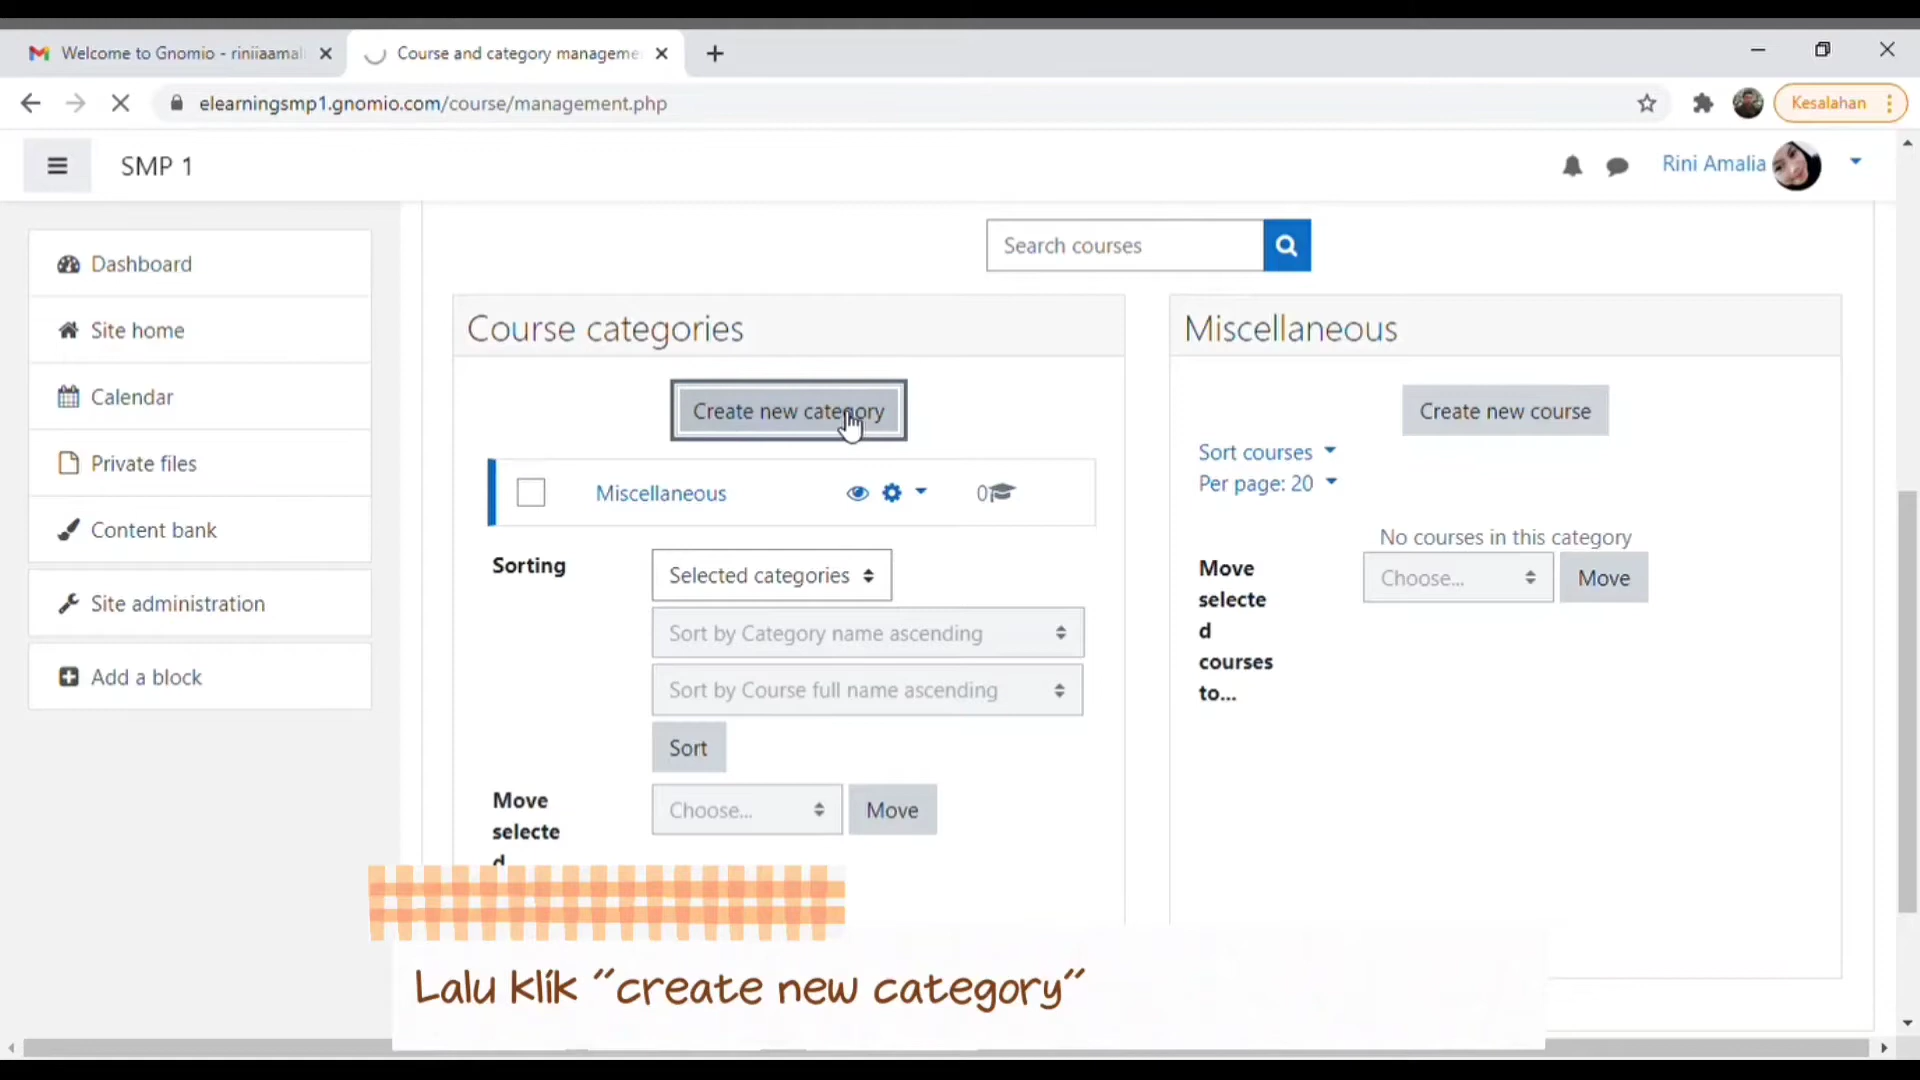 Welcome to Gnomio - riniiaamal
Course and category manageme
elearningsmp1.gnomio.com/course/management.php
Kesalahan
SMP 1
Rini Amalia
Dashboard
Site home
Calendar
Private files
Content bank
Site administration
Add a block
Search courses
Course categories
Create new category
Miscellaneous
0
Sorting
Selected categories
Sort by Category name ascending
Sort by Course full name ascending
Sort
Move
selecte
d
Choose...
Move
Miscellaneous
Create new course
Sort courses
Per page: 20
No courses in this category
Move
selecte
d
courses
to...
Choose...
Move
Lalu klik "create new category"